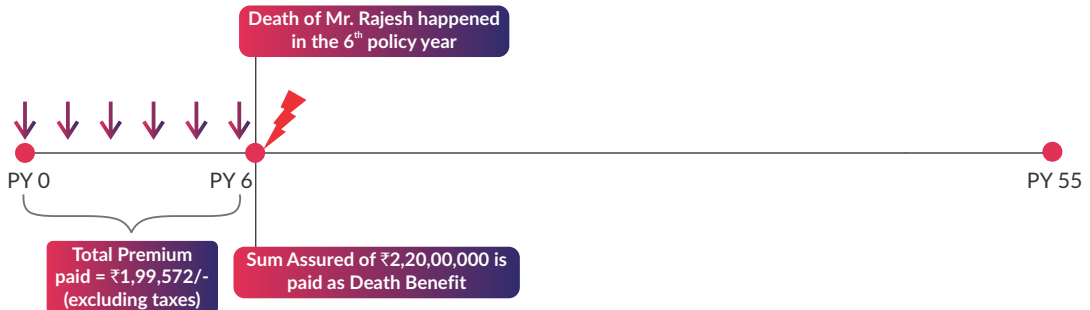 Death of Mr. Rajesh happened
in the 6th policy year
PY 0
PY 6
PY 55
Total Premium
paid = ₹1,99,572/-
(excluding taxes)
Sum Assured of ₹2,20,00,000 is
paid as Death Benefit